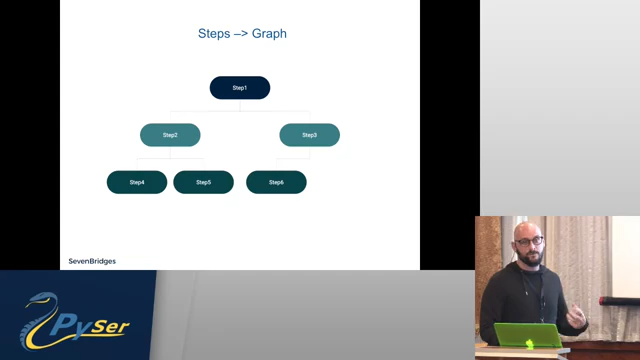 Steps –> Graph
Step1
Step2
Step3
Step4
Step5
Step6
SevenBridges
PySer